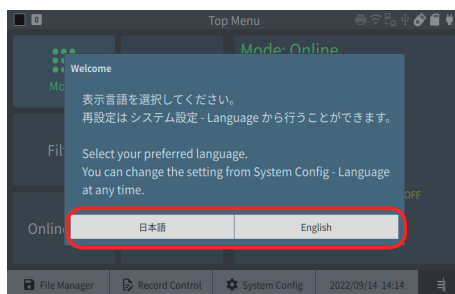 0
Top Menu
Mode: Online
Welcome
表示言語を選択してください。
再設定は システム設定 - Language から行うことができます。
Select your preferred language.
You can change the setting from System Config - Language
at any time.
OFF
日本語
English
File Manager
Record Control
System Config
2022/09/14 14:14